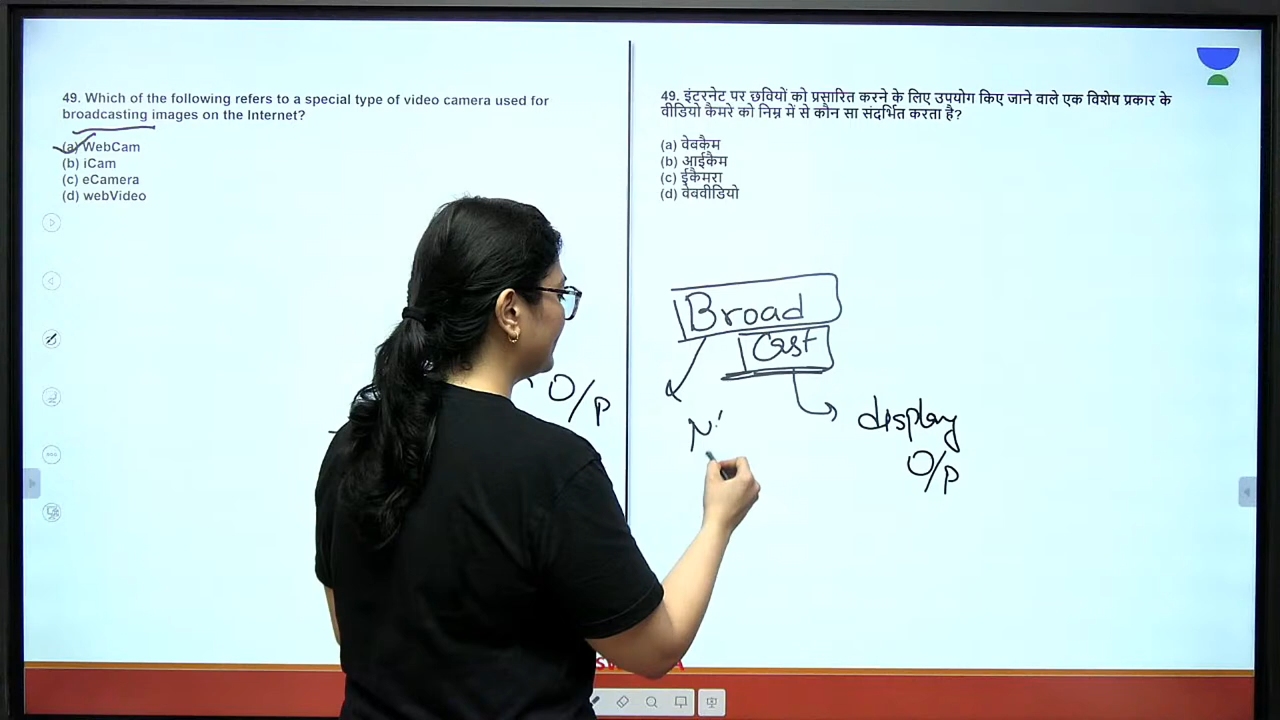 49. Which of the following refers to a special type of video camera used for
broadcasting images on the Internet?
(a) WebCam
(b) iCam
(c) eCamera
(d) webVideo
49. इंटरनेट पर छवियों को प्रसारित करने के लिए उपयोग किए जाने वाले एक विशेष प्रकार के
वीडियो कैमरे को निम्न में से कौन सा संदर्भित करता है?
(a) वेबकैम
(b) आईकैम
(c) ईकैमरा
(d) वेबवीडियो
Broad
Cast
O/P
display
O/P